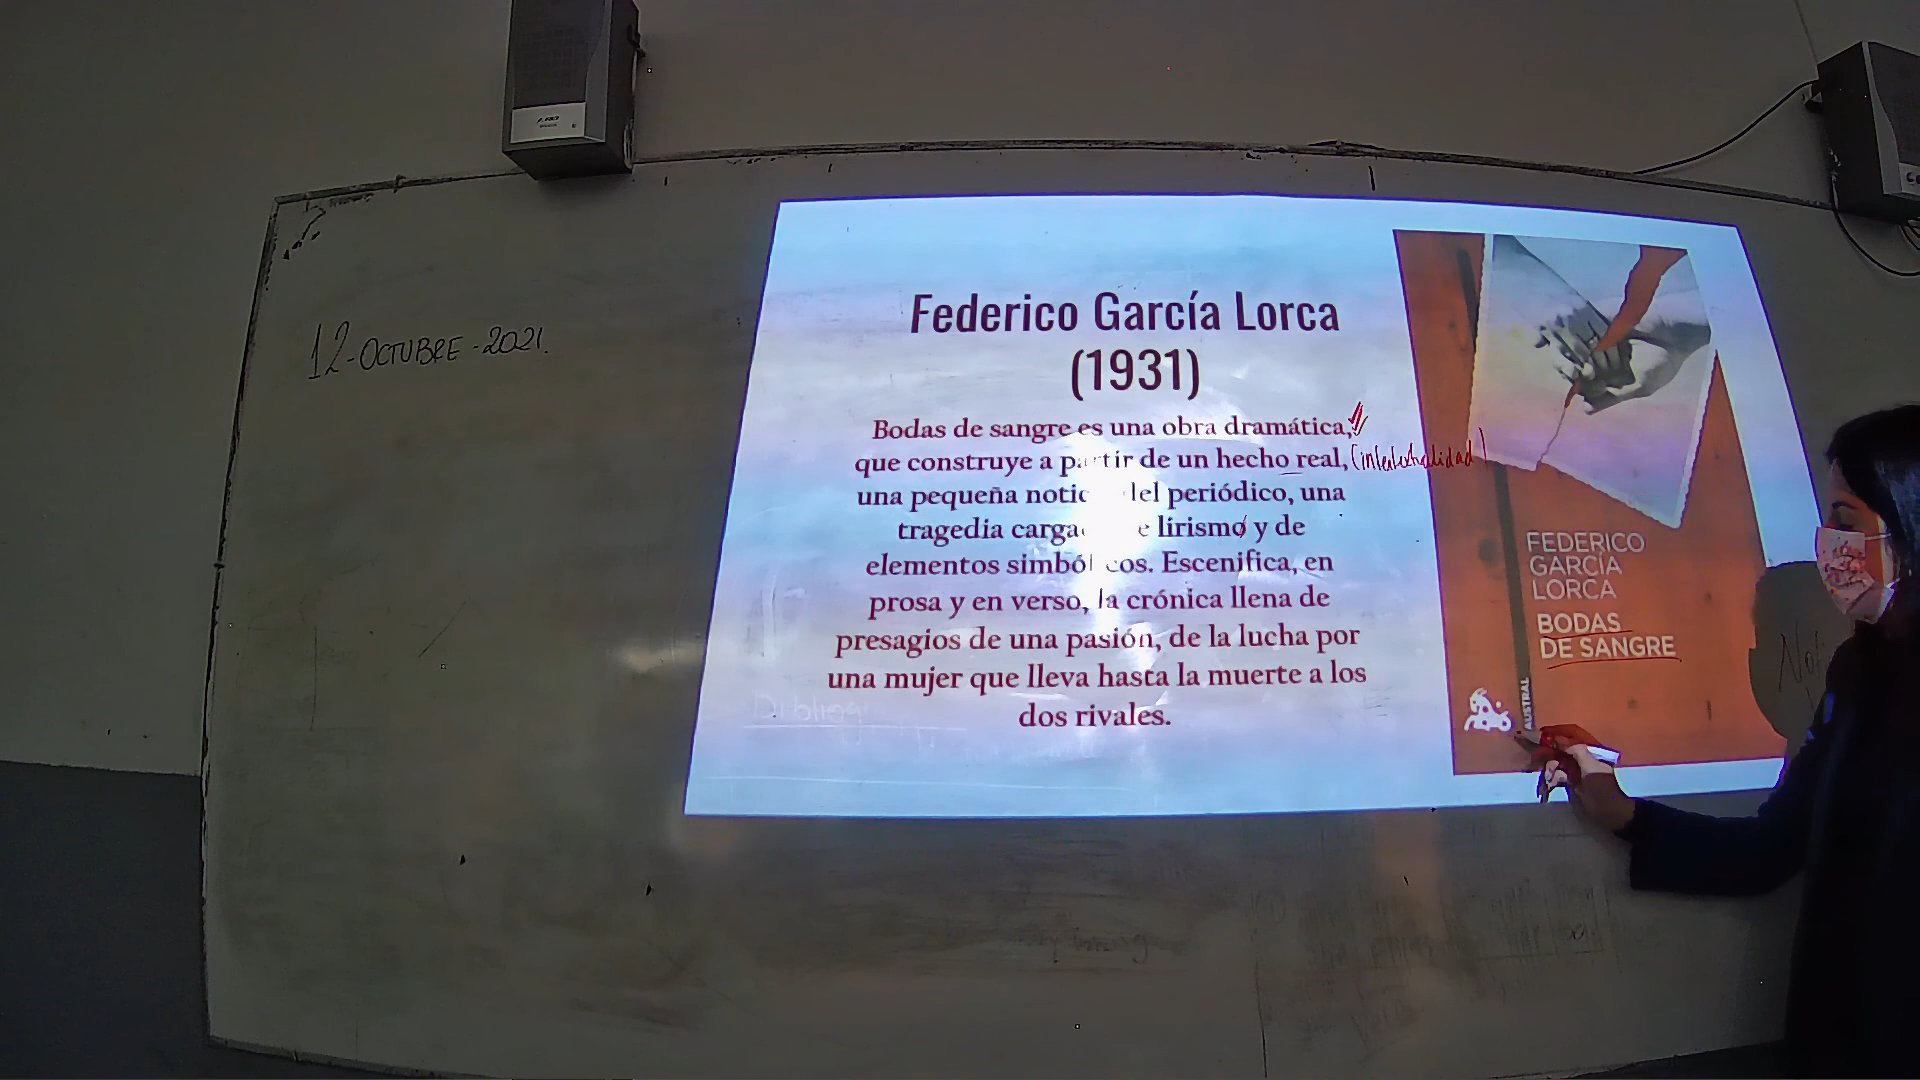 12-OCTUBRE-2021.
Federico García Lorca
(1931)
Bodas de sangre es una obra dramática,
que construye a partir de un hecho real, (intertextualidad)
una pequeña notic del periódico, una
tragedia carga e lirismo y de
elementos simbólicos. Escenifica, en
prosa y en verso, la crónica llena de
presagios de una pasión, de la lucha por
una mujer que lleva hasta la muerte a los
dos rivales.
FEDERICO
GARCÍA
LORCA
BODAS
DE SANGRE
AUSTRAL